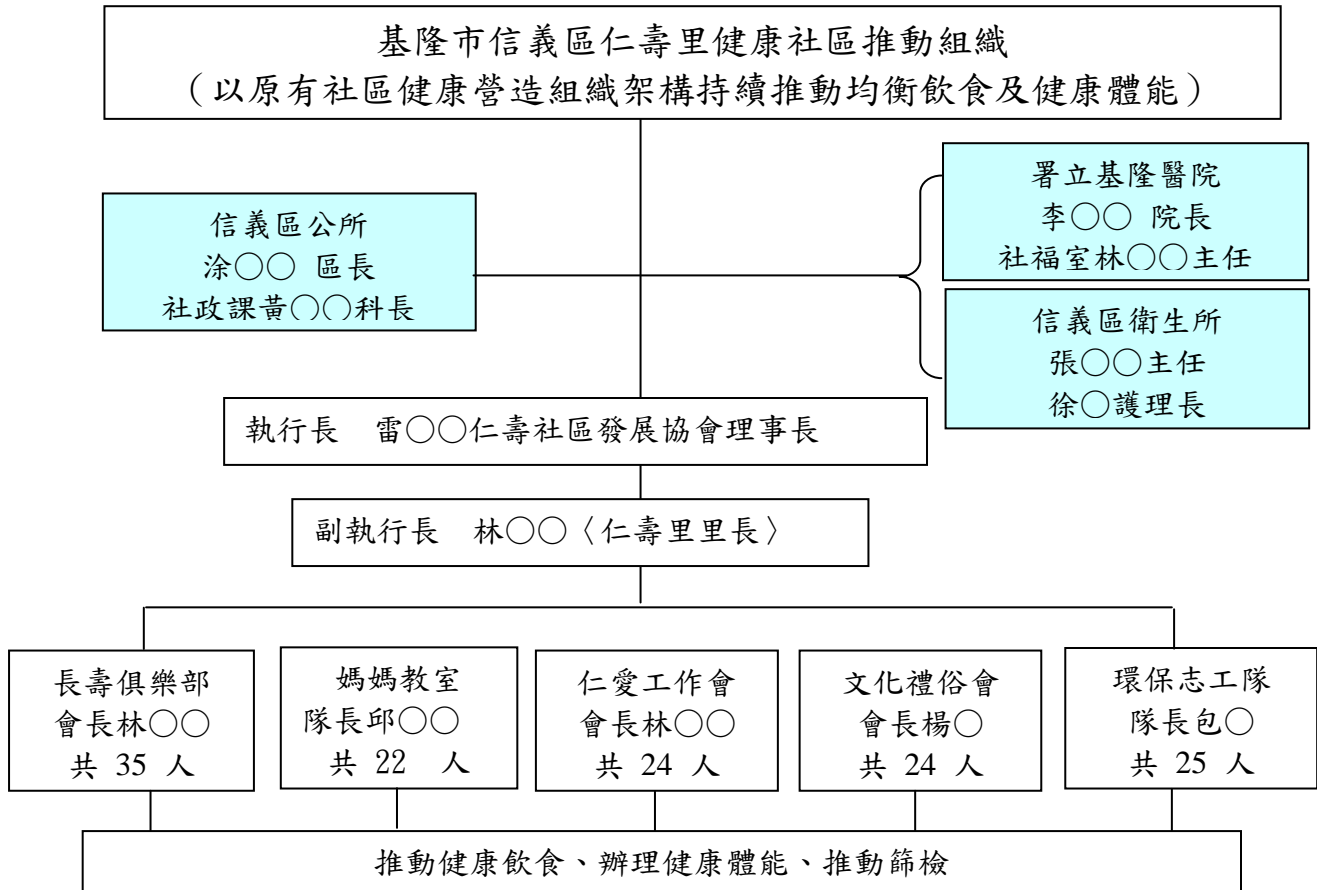 基隆市信義區仁壽里健康社區推動組織
（以原有社區健康營造組織架構持續推動均衡飲食及健康體能）
信義區公所
涂○○ 區長
社政課黃○○科長
署立基隆醫院
李○○ 院長
社福室林○○主任
信義區衛生所
張○○主任
徐○護理長
執行長　雷○○仁壽社區發展協會理事長
副執行長　林○○〈仁壽里里長〉
長壽俱樂部
會長林○○
共 35 人
媽媽教室
隊長邱○○
共 22 人
仁愛工作會
會長林○○
共 24 人
文化禮俗會
會長楊○
共 24 人
環保志工隊
隊長包○
共 25 人
推動健康飲食、辦理健康體能、推動篩檢